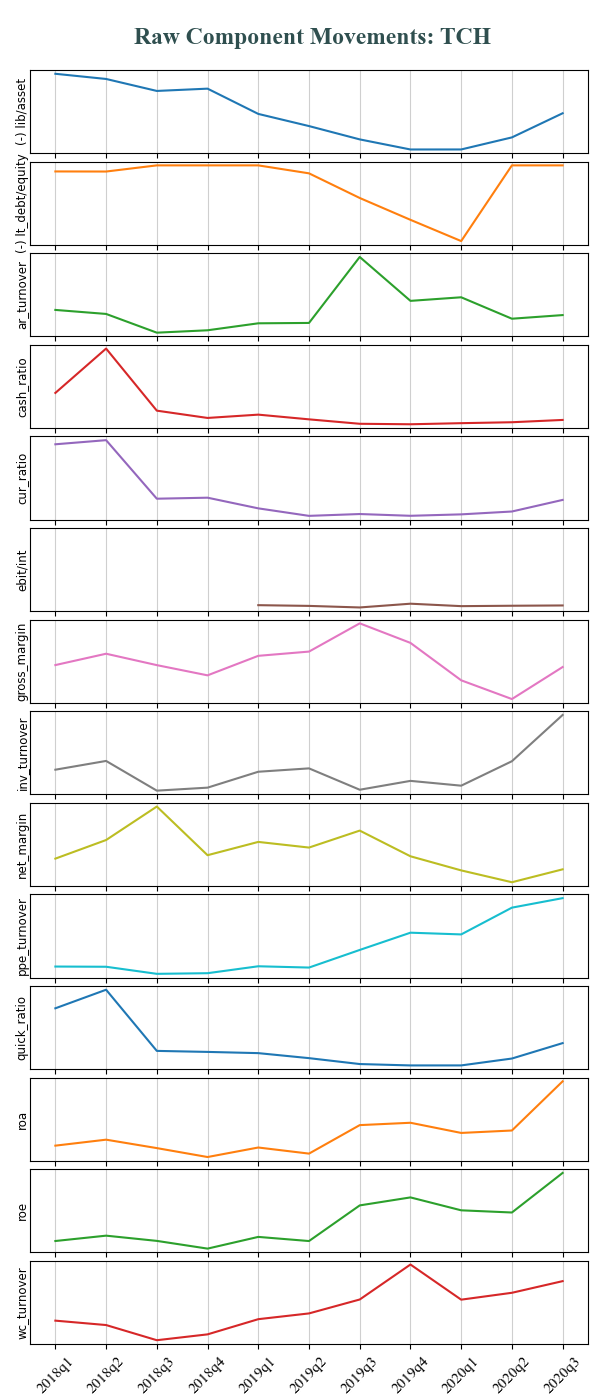 Raw Component Movements: TCH
(-) lib/asset
(-) lt_debt/equity
ar_turnover
cash_ratio
cur_ratio
ebit/int
gross_margin
inv_turnover
net_margin
ppe_turnover
quick_ratio
roa
roe
wc_turnover
2018q1 2018q2 2018q3 2018q4 2019q1 2019q2 2019q3 2019q4 2020q1 2020q2 2020q3